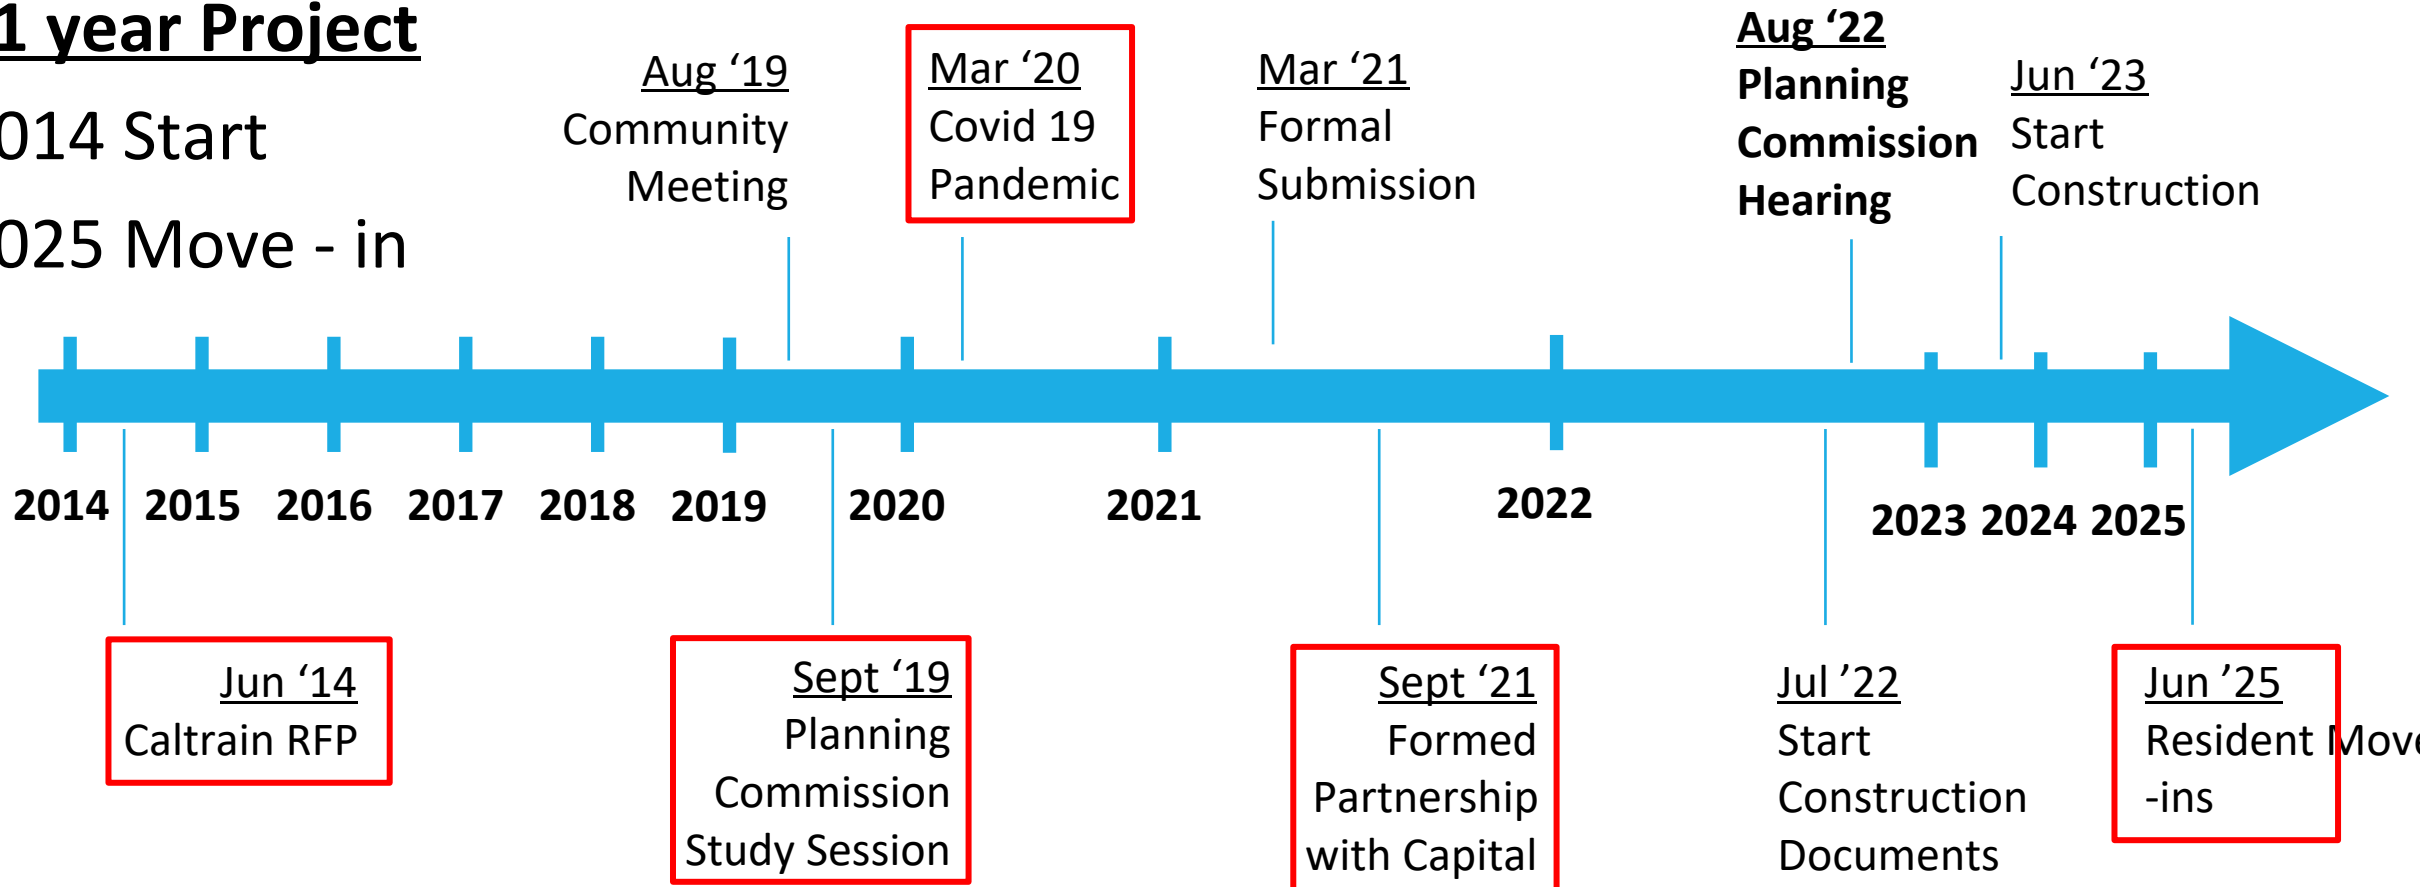 1 year Project
014 Start
025 Move - in
Aug ‘19
Community
Meeting
Mar ‘20
Covid 19
Pandemic
Mar ‘21
Formal
Submission
Aug ‘22
Planning
Commission
Hearing
Jun ‘23
Start
Construction
2014 2015 2016 2017 2018 2019 2020 2021 2022 2023 2024 2025
Jun ‘14
Caltrain RFP
Sept ‘19
Planning
Commission
Study Session
Sept ‘21
Formed
Partnership
with Capital
Jul ’22
Start
Construction
Documents
Jun ’25
Resident Move
-ins